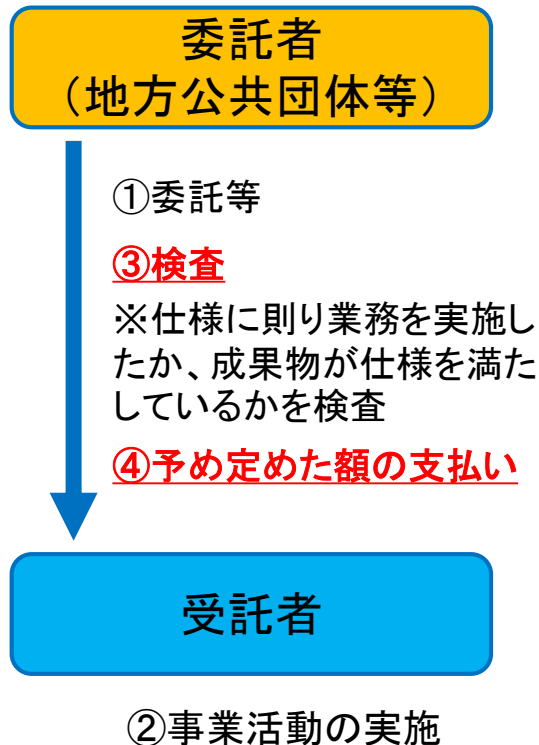 委託者
（地方公共団体等）
①委託等
③検査
※仕様に則り業務を実施し
たか、成果物が仕様を満た
しているかを検査
④予め定めた額の支払い
受託者
②事業活動の実施